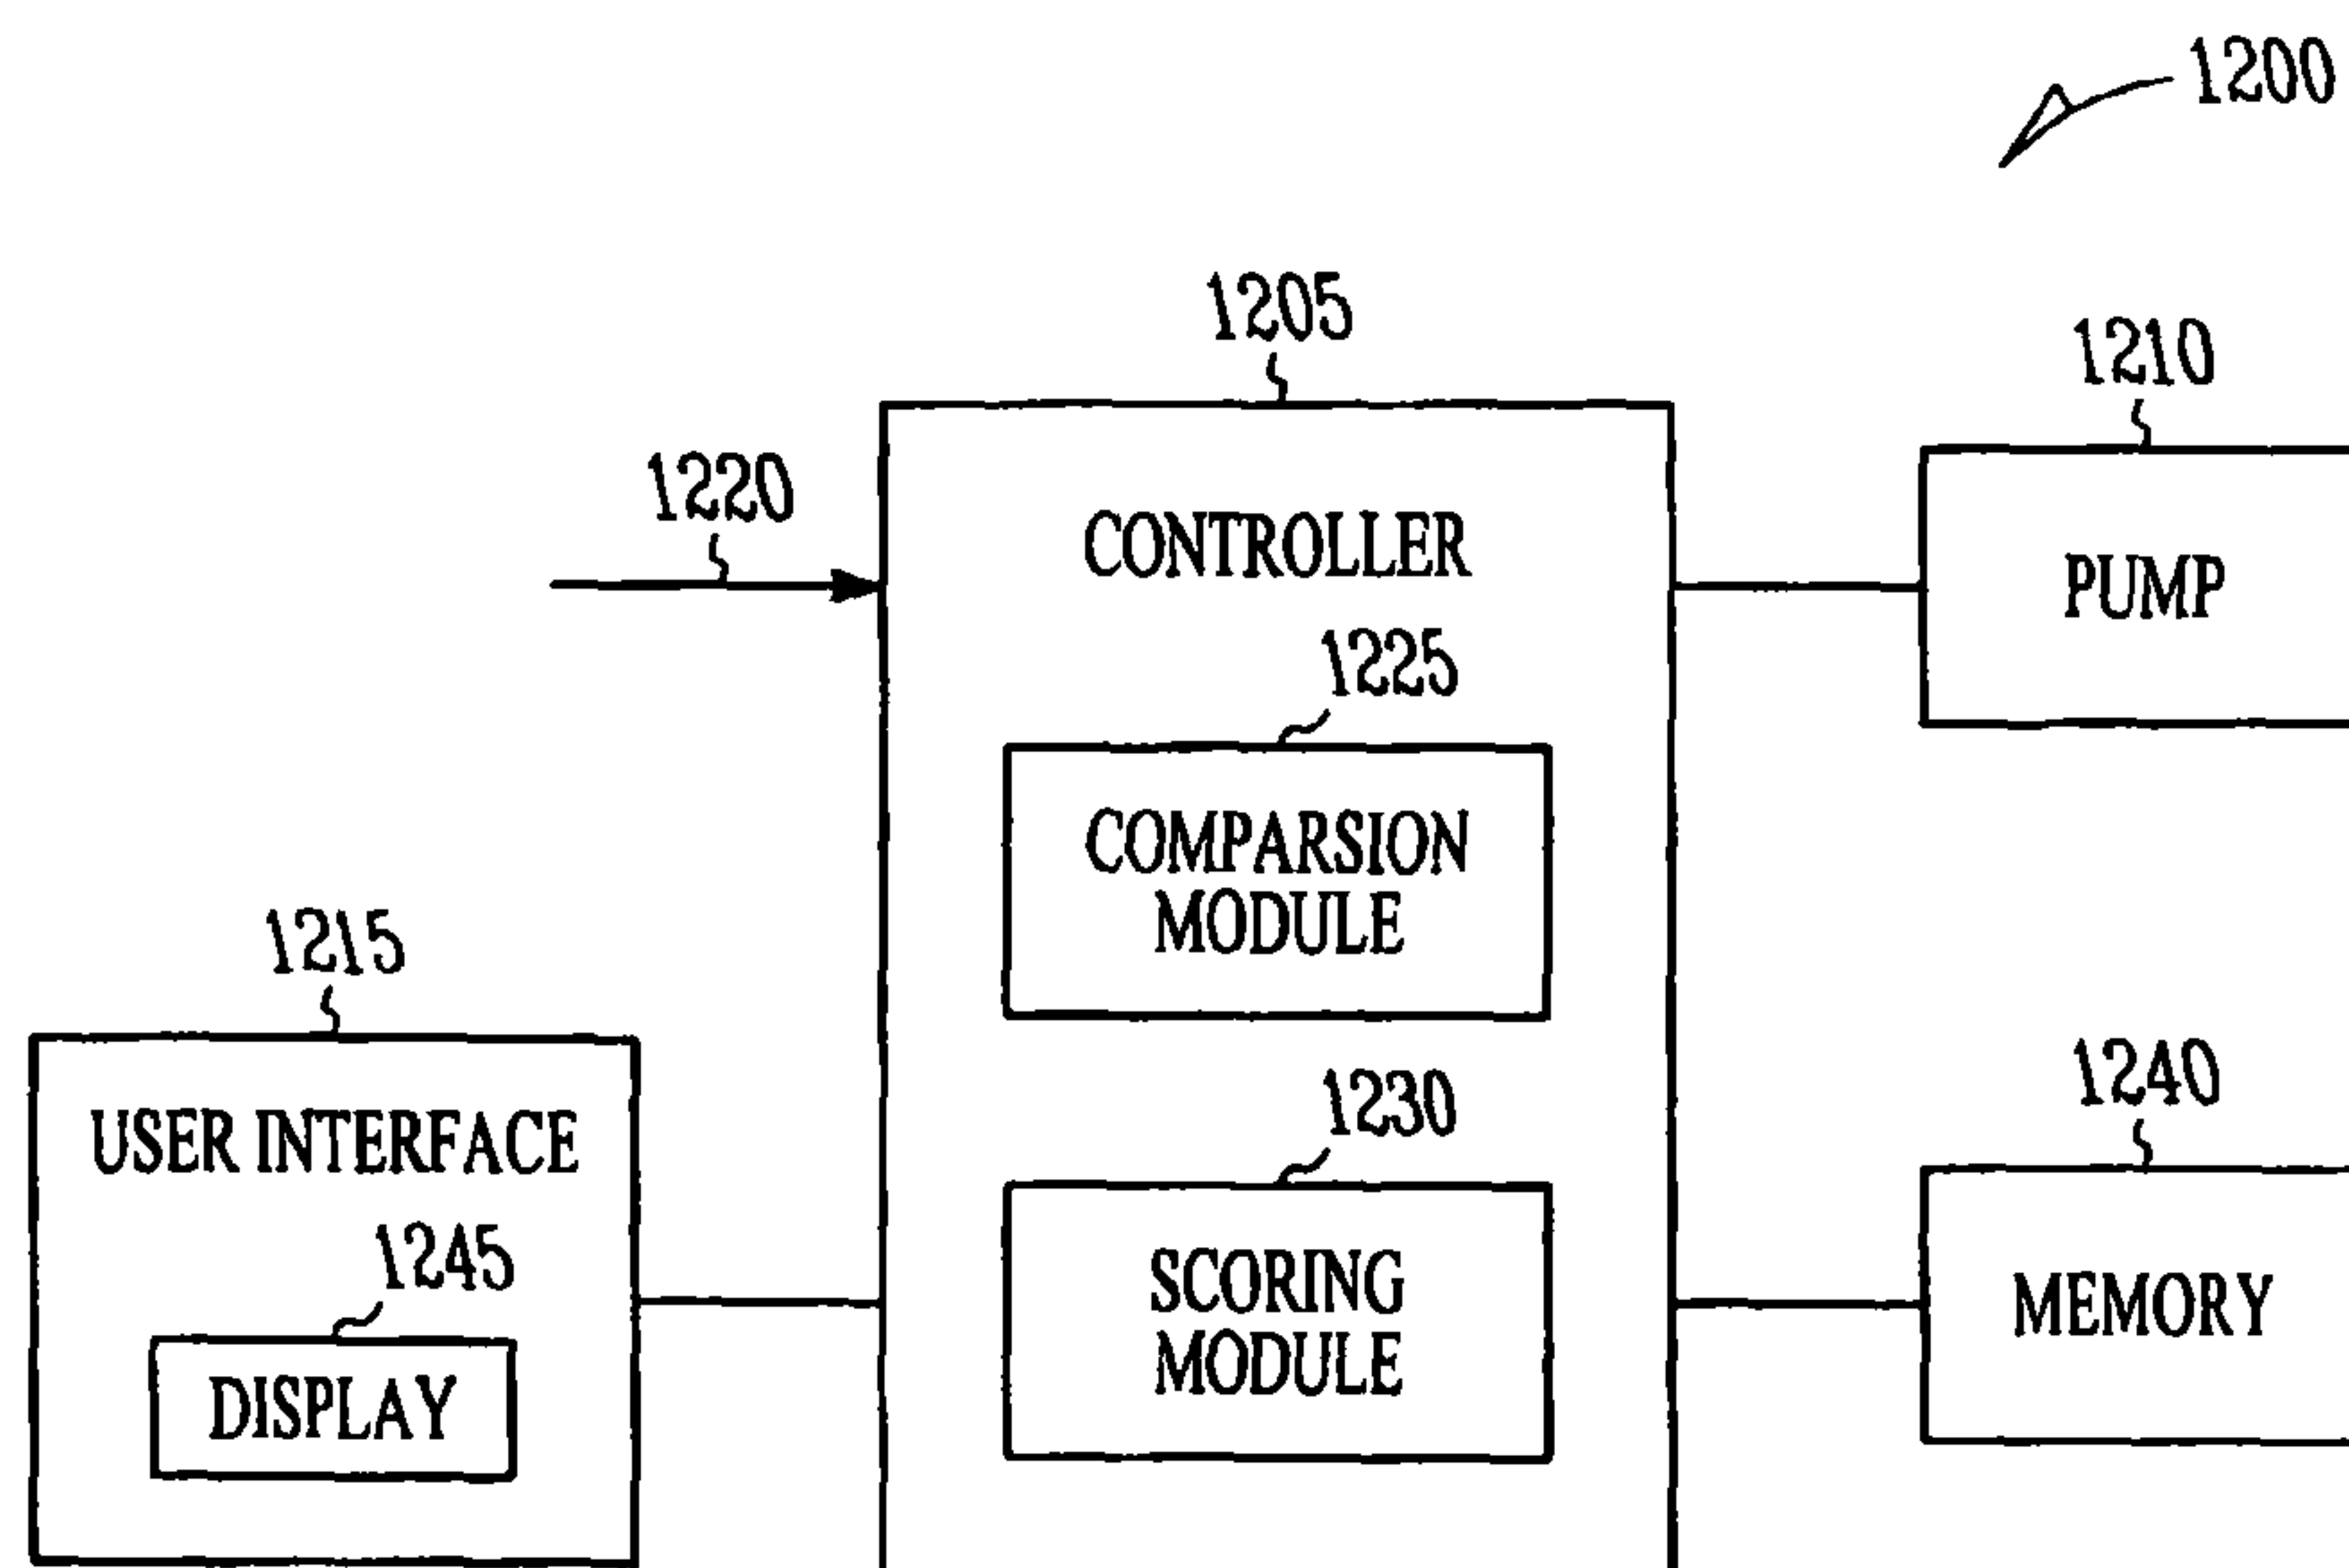 1200
1205
1210
1220
CONTROLLER
PUMP
1225
COMPARSION
MODULE
1215
1240
1230
USER INTERFACE
1245
SCORING
MODULE
MEMORY
DISPLAY